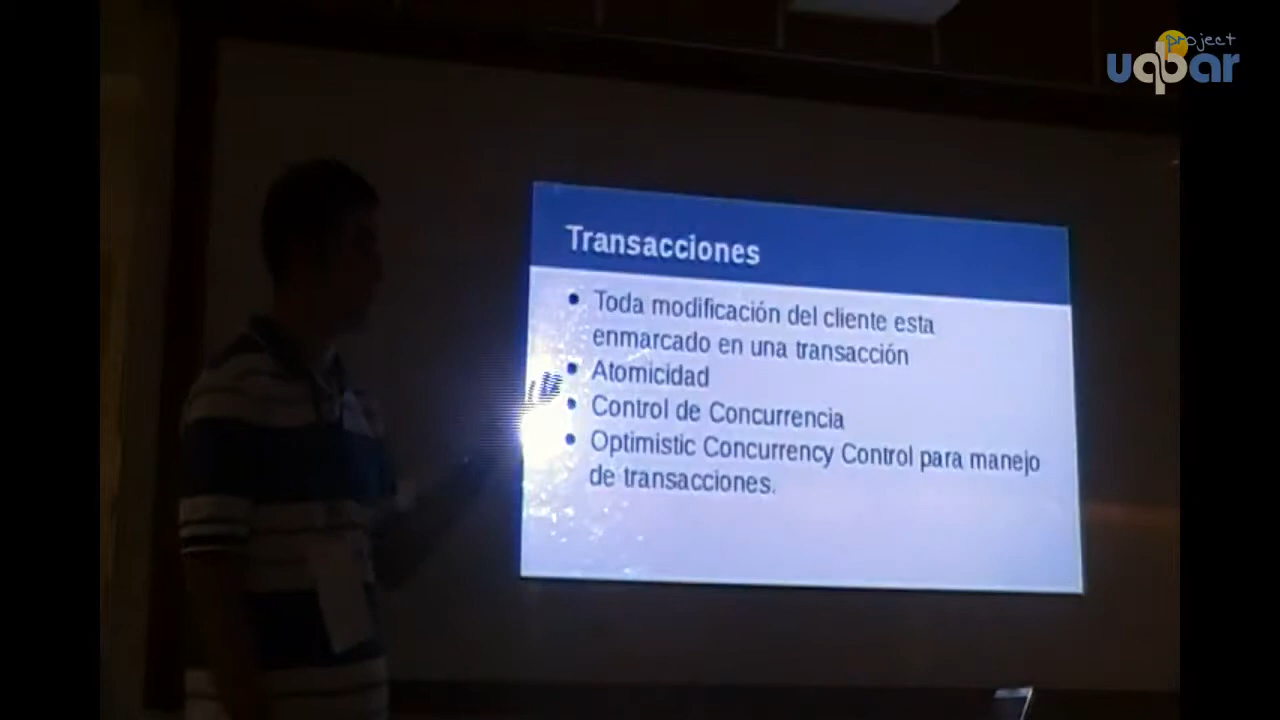 project
uqbar
Transacciones
• Toda modificación del cliente esta
enmarcado en una transacción
• Atomicidad
• Control de Concurrencia
• Optimistic Concurrency Control para manejo
de transacciones.